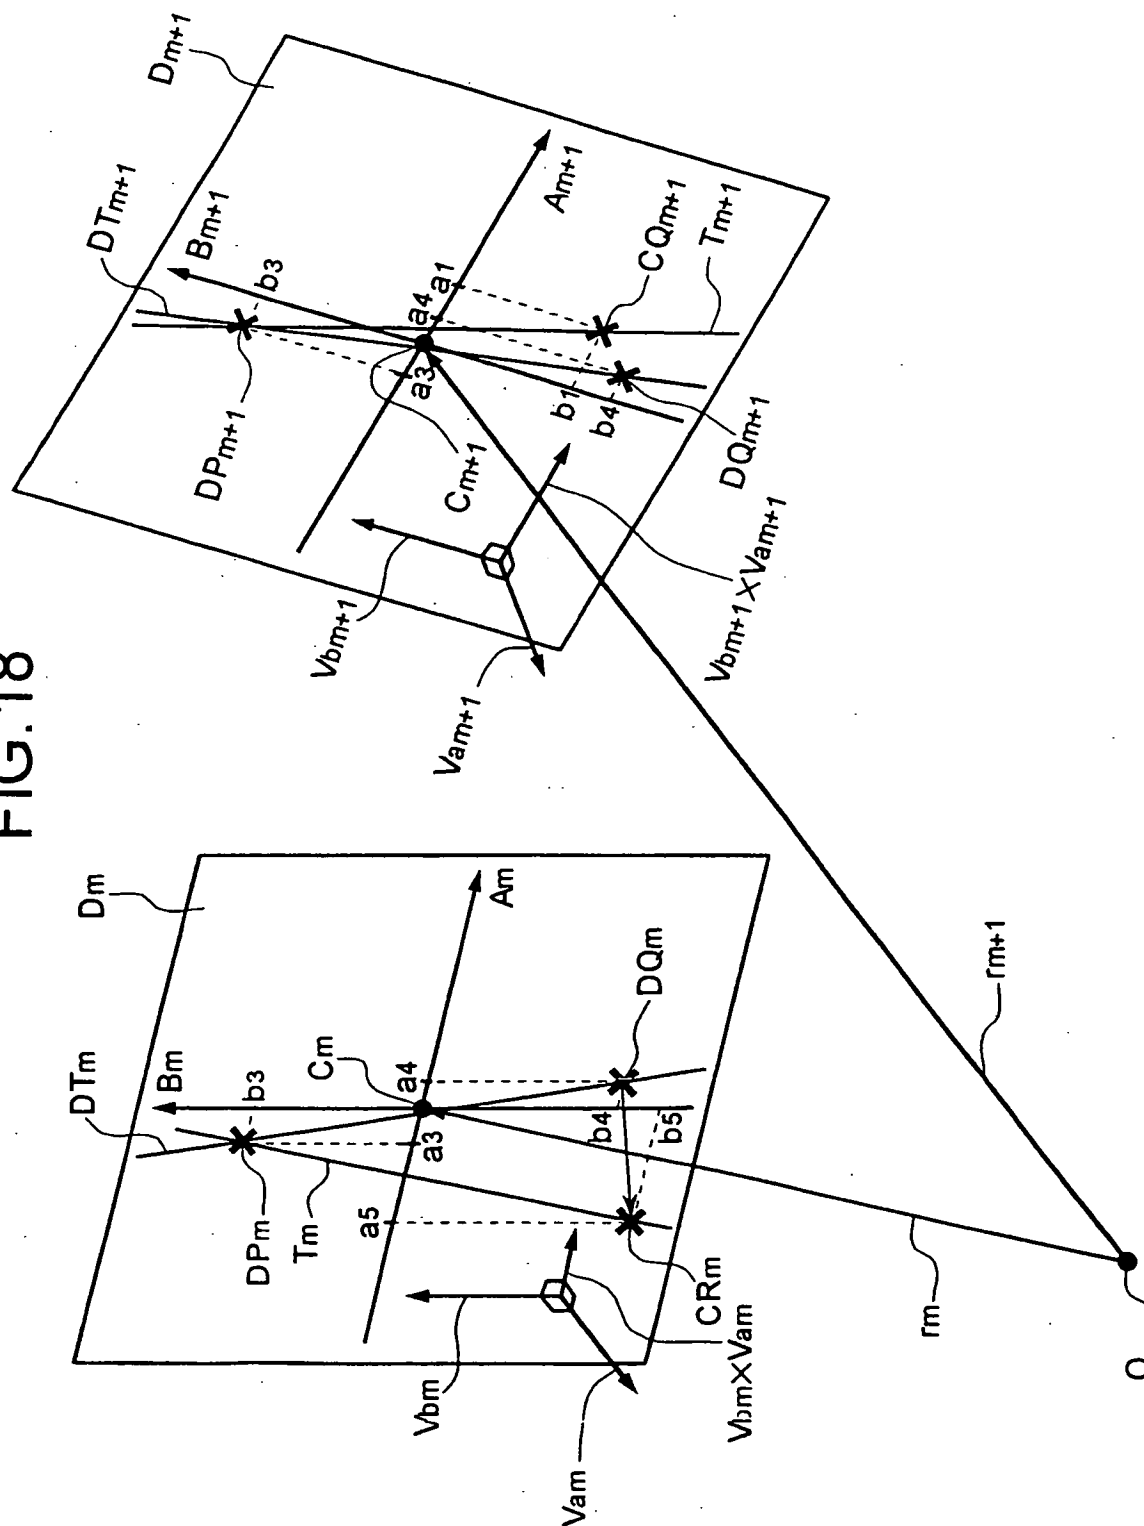 FIG.18
Dm
DTm
Bm
b3
Cm
a4
Am
DPm
Tm
a3
a5
DQm
b4
b5
Vbm
CRm
Vbm×Vam
Vam
rm
O
rm+1
Dm+1
DTm+1
Bm+1
b3
a4
a1
Am+1
DPm+1
a3
Cm+1
CQm+1
Tm+1
b1
b4
DQm+1
Vbm+1
Vam+1
Vbm+1×Vam+1